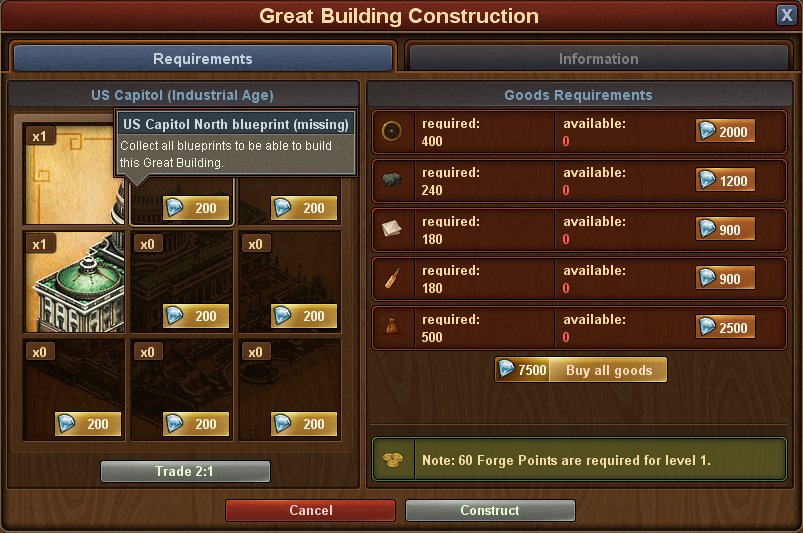 Great Building Construction
X
Requirements
Information
US Capitol (Industrial Age)
Goods Requirements
x1
US Capitol North blueprint (missing)
Collect all blueprints to be able to build
this Great Building.
200
200
x1
x0
x0
200
200
x0
x0
x0
200
200
200
Trade 2:1
required:
400
available:
0
2000
required:
240
available:
0
1200
required:
180
available:
0
900
required:
180
available:
0
900
required:
500
available:
0
2500
7500 Buy all goods
Note: 60 Forge Points are required for level 1.
Cancel
Construct